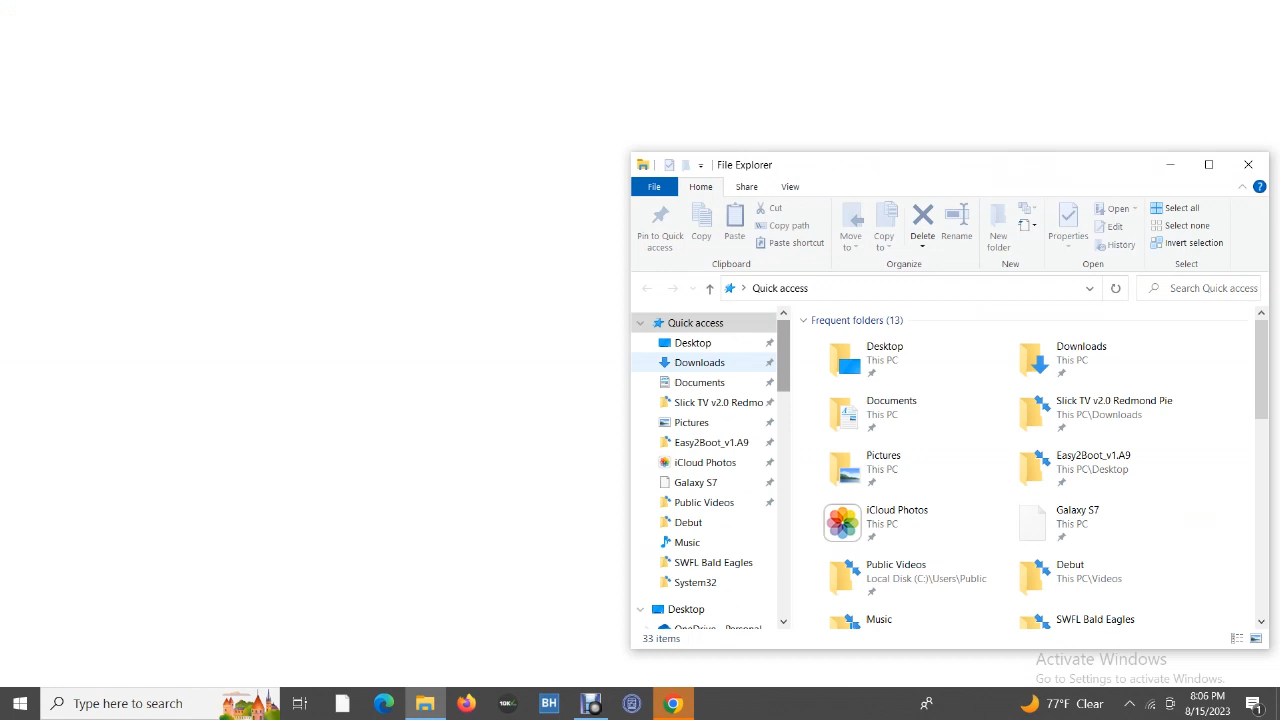 File Explorer
File Home Share View
Pin to Quick access
Copy
Paste
Cut
Copy path
Paste shortcut
Clipboard
Move to
Copy to
Delete
Rename
Organize
New folder
New
Properties
Open
Edit
History
Open
Select all
Select none
Invert selection
Select
Quick access
Search Quick access
Quick access
Desktop
Downloads
Documents
Slick TV v2.0 Redmo
Pictures
Easy2Boot_v1.A9
iCloud Photos
Galaxy S7
Public Videos
Debut
Music
SWFL Bald Eagles
System32
Desktop
OneDrive - Personal
Frequent folders (13)
Desktop
This PC
Downloads
This PC
Documents
This PC
Slick TV v2.0 Redmond Pie
This PC\Downloads
Pictures
This PC
Easy2Boot_v1.A9
This PC\Desktop
iCloud Photos
This PC
Galaxy S7
This PC
Public Videos
Local Disk (C:)\Users\Public
Debut
This PC\Videos
Music
SWFL Bald Eagles
33 items
Activate Windows
Go to Settings to activate Windows.
Type here to search
10K
BH
77°F Clear
8:06 PM
8/15/2023
1